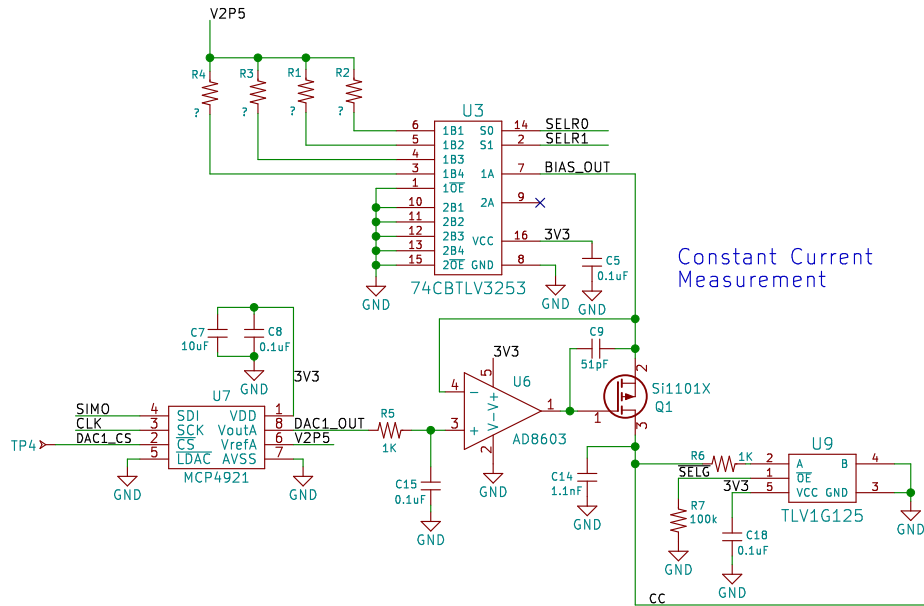 V2P5
R4
R3
R1
R2
?
?
?
?
U3
6 1B1 S0 14 SELR0
5 1B2 S1 2 SELR1
4 1B3
3 1B4 1A 7 BIAS_OUT
1 1OE
10 2B1 2A 9
11 2B2
12 2B3 VCC 16 3V3
13 2B4
15 2OE GND 8
74CBTLV3253
GND
GND
C5
0.1uF
GND
Constant Current
Measurement
C7
10uF
C8
0.1uF
GND
3V3
U7
SIMO 4 SDI VDD 1
CLK 3 SCK VoutA 8 DAC1_OUT
TP4 DAC1_CS 2 CS VrefA 6 V2P5
5 LDAC AVSS 7
MCP4921
GND
GND
R5
1K
C15
0.1uF
GND
3V3
5
U6
4 -
3 +
V-V+
1
2
AD8603
GND
C9
51pF
2
Si1101X
Q1
1
3
C14
1.1nF
GND
R6 1K
SELG
3V3
R7
100k
GND
C18
0.1uF
GND
U9
2 A B 4
1 OE
5 VCC GND 3
TLV1G125
GND
CC